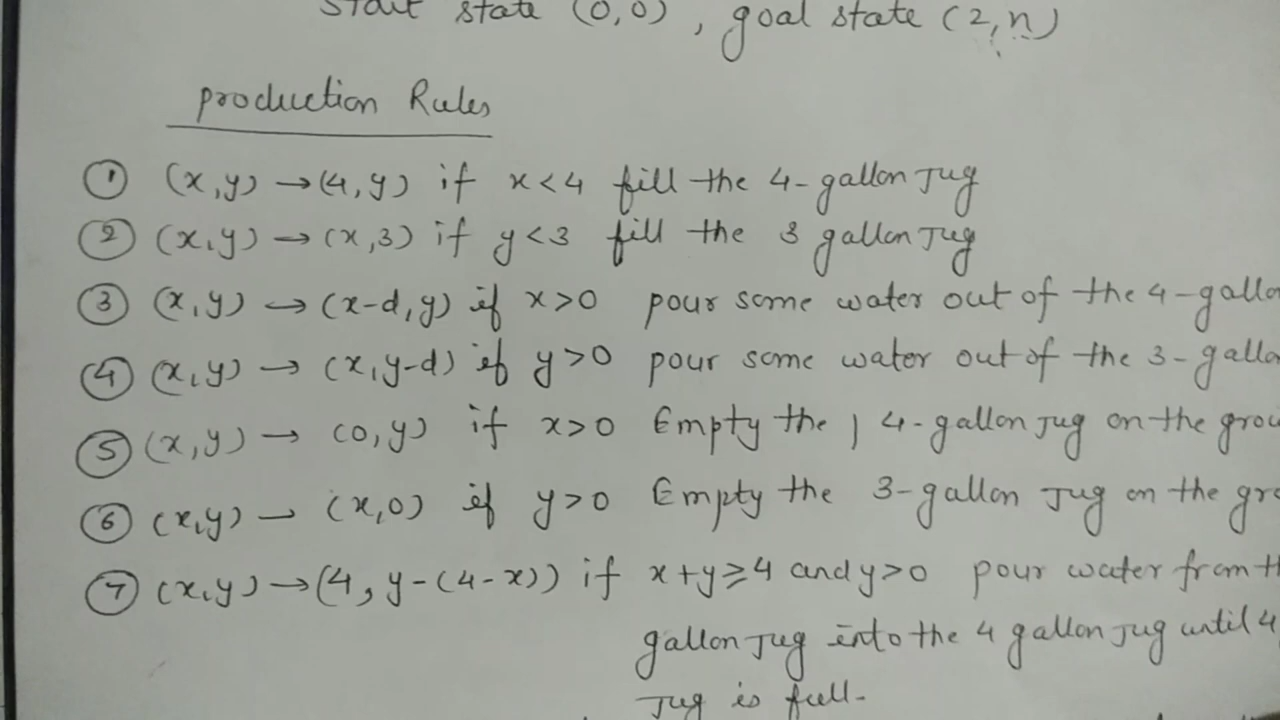 start state (0,0), goal state (2,n)
production Rules
① (x,y) → (4,y) if x<4 fill the 4-gallon Jug
② (x,y) → (x,3) if y<3 fill the 3 gallon Jug
③ (x,y) → (x-d,y) if x>0 pour some water out of the 4-gallo
④ (x,y) → (x,y-d) if y>0 pour some water out of the 3-gallo
⑤ (x,y) → (0,y) if x>0 Empty the | 4-gallon Jug on the grou
⑥ (x,y) — (x,0) if y>0 Empty the 3-gallon Jug on the gr
⑦ (x,y) → (4, y-(4-x)) if x+y≥4 and y>0 pour water from t
gallon Jug into the 4 gallon Jug until 4
Jug is full.